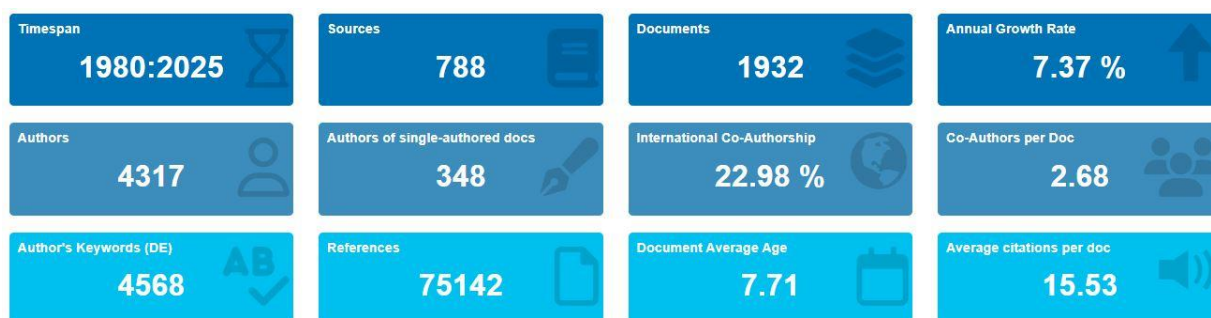 Timespan
1980:2025
Sources
788
Documents
1932
Annual Growth Rate
7.37 %
Authors
4317
Authors of single-authored docs
348
International Co-Authorship
22.98 %
Co-Authors per Doc
2.68
Author's Keywords (DE)
4568
AB
References
75142
Document Average Age
7.71
Average citations per doc
15.53